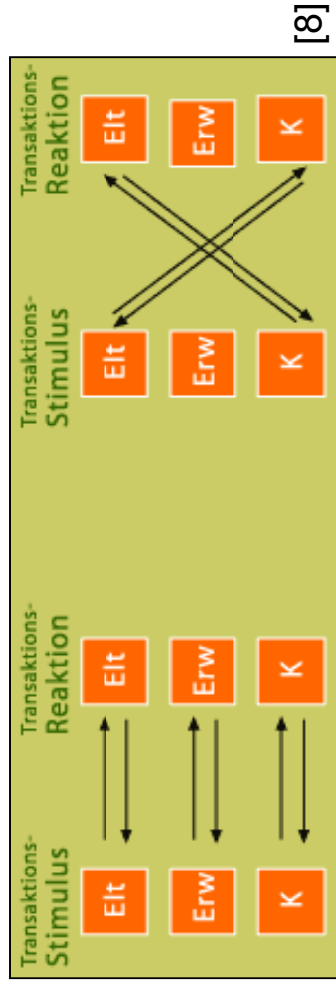 Transaktions-
Stimulus
Transaktions-
Reaktion
Transaktions-
Stimulus
Transaktions-
Reaktion
Elt
Elt
Elt
Elt
Erw
Erw
Erw
Erw
K
K
K
K
[8]